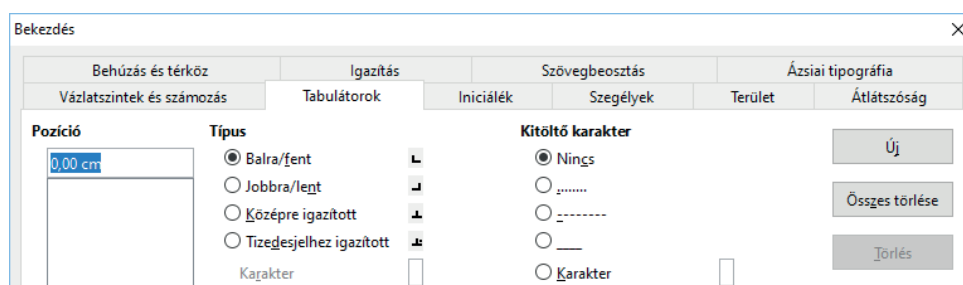 Bekezdés
Behúzás és térköz Igazítás Szövegbeosztás Ázsiai tipográfia
Vázlatszintek és számozás Tabulátorok Iniciálék Szegélyek Terület Átlátszóság
Pozíció Típus Kitöltő karakter
0,00 cm Balra/fent Nincs Új
Jobbra/lent ........
Középre igazított -------- Összes törlése
Tizedesjelhez igazított ___ Törlés
Karakter Karakter